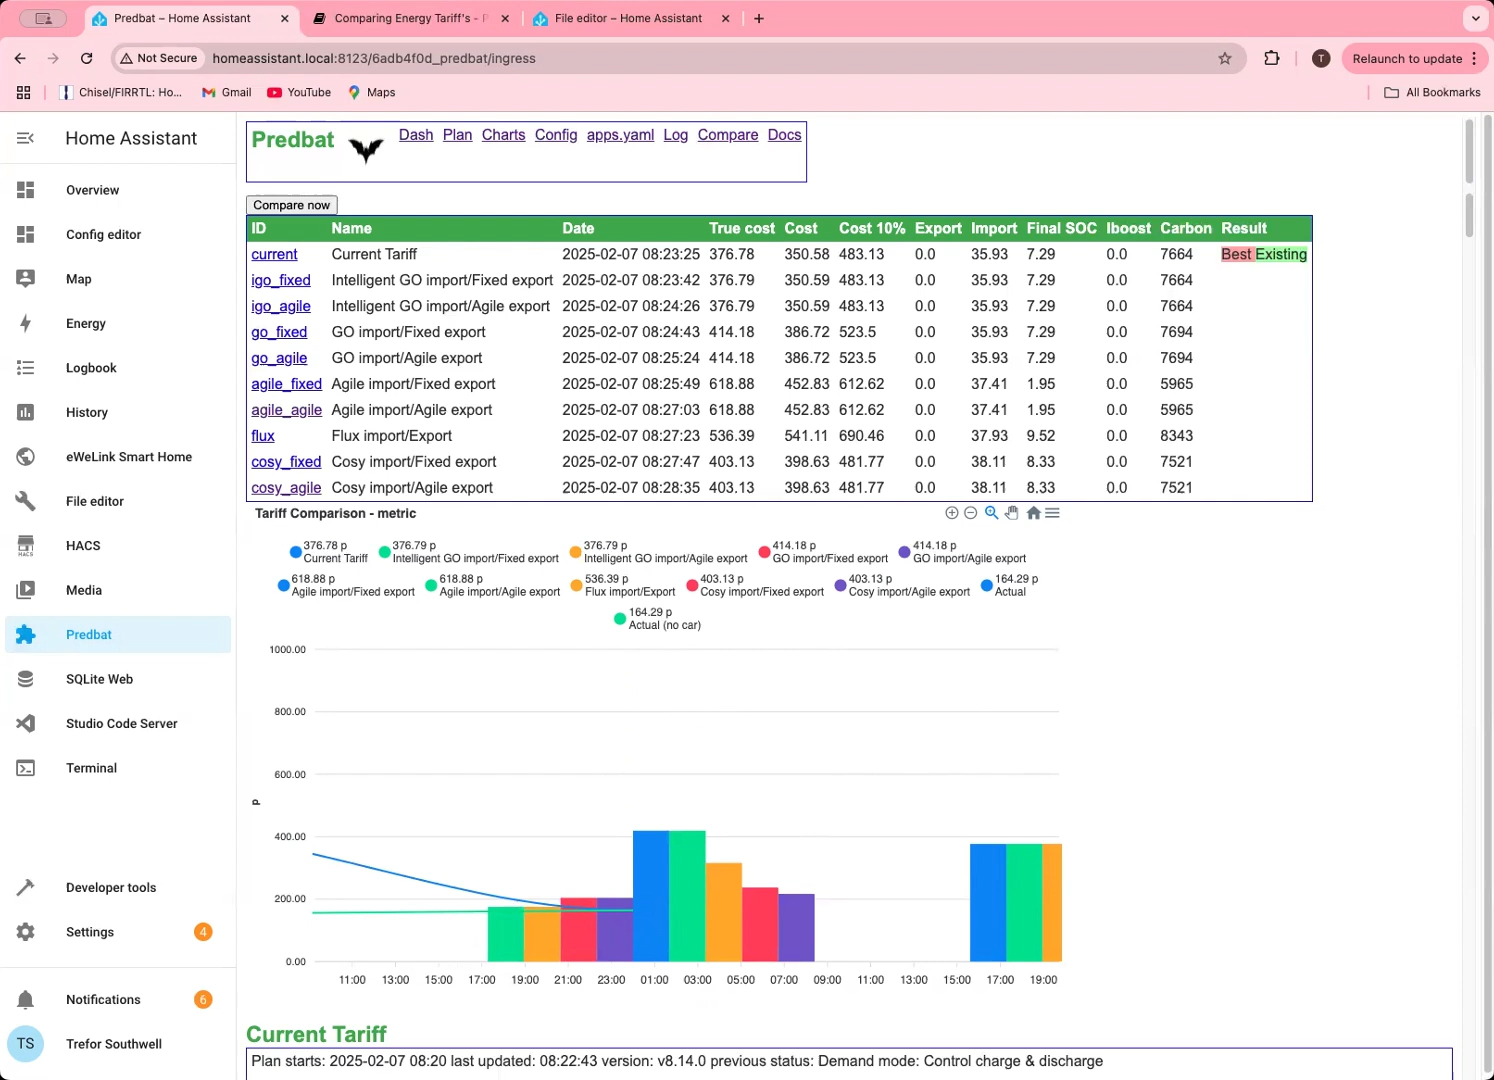 Predbat – Home Assistant
Comparing Energy Tariff's -
File editor – Home Assistant
Not Secure
homeassistant.local:8123/6adb4f0d_predbat/ingress
T
Relaunch to update
Chisel/FIRRTL: Ho...
Gmail
YouTube
Maps
All Bookmarks
Home Assistant
Overview
Config editor
Map
Energy
Logbook
History
eWeLink Smart Home
File editor
HACS
HACS
Media
Predbat
SQLite Web
Studio Code Server
Terminal
Developer tools
Settings 4
Notifications 6
TS Trefor Southwell
Predbat
Dash Plan Charts Config apps.yaml Log Compare Docs
Compare now
ID Name Date True cost Cost Cost 10% Export Import Final SOC Iboost Carbon Result
current Current Tariff 2025-02-07 08:23:25 376.78 350.58 483.13 0.0 35.93 7.29 0.0 7664 Best Existing
igo_fixed Intelligent GO import/Fixed export 2025-02-07 08:23:42 376.79 350.59 483.13 0.0 35.93 7.29 0.0 7664
igo_agile Intelligent GO import/Agile export 2025-02-07 08:24:26 376.79 350.59 483.13 0.0 35.93 7.29 0.0 7664
go_fixed GO import/Fixed export 2025-02-07 08:24:43 414.18 386.72 523.5 0.0 35.93 7.29 0.0 7694
go_agile GO import/Agile export 2025-02-07 08:25:24 414.18 386.72 523.5 0.0 35.93 7.29 0.0 7694
agile_fixed Agile import/Fixed export 2025-02-07 08:25:49 618.88 452.83 612.62 0.0 37.41 1.95 0.0 5965
agile_agile Agile import/Agile export 2025-02-07 08:27:03 618.88 452.83 612.62 0.0 37.41 1.95 0.0 5965
flux Flux import/Export 2025-02-07 08:27:23 536.39 541.11 690.46 0.0 37.93 9.52 0.0 8343
cosy_fixed Cosy import/Fixed export 2025-02-07 08:27:47 403.13 398.63 481.77 0.0 38.11 8.33 0.0 7521
cosy_agile Cosy import/Agile export 2025-02-07 08:28:35 403.13 398.63 481.77 0.0 38.11 8.33 0.0 7521
Tariff Comparison - metric
376.78 p
Current Tariff
376.79 p
Intelligent GO import/Fixed export
376.79 p
Intelligent GO import/Agile export
414.18 p
GO import/Fixed export
414.18 p
GO import/Agile export
618.88 p
Agile import/Fixed export
618.88 p
Agile import/Agile export
536.39 p
Flux import/Export
403.13 p
Cosy import/Fixed export
403.13 p
Cosy import/Agile export
164.29 p
Actual
164.29 p
Actual (no car)
1000.00
800.00
600.00
400.00
200.00
0.00
p
11:00 13:00 15:00 17:00 19:00 21:00 23:00 01:00 03:00 05:00 07:00 09:00 11:00 13:00 15:00 17:00 19:00
Current Tariff
Plan starts: 2025-02-07 08:20 last updated: 08:22:43 version: v8.14.0 previous status: Demand mode: Control charge & discharge